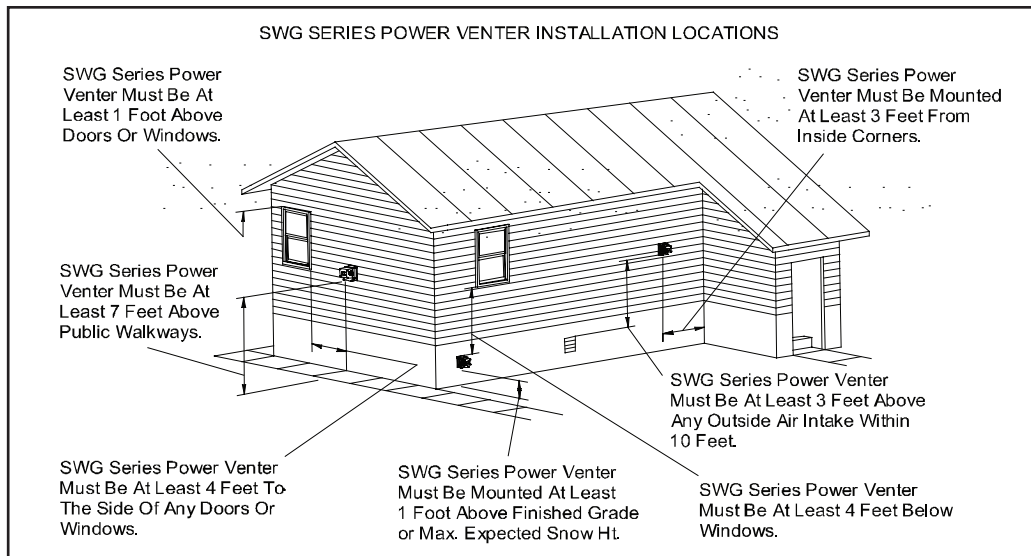 SWG SERIES POWER VENTER INSTALLATION LOCATIONS
SWG Series Power
Venter Must Be At
Least 1 Foot Above
Doors Or Windows.
SWG Series Power
Venter Must Be Mounted
At Least 3 Feet From
Inside Corners.
SWG Series Power
Venter Must Be At
Least 7 Feet Above
Public Walkways.
SWG Series Power Venter
Must Be At Least 3 Feet Above
Any Outside Air Intake Within
10 Feet.
SWG Series Power Venter
Must Be At Least 4 Feet To
The Side Of Any Doors Or
Windows.
SWG Series Power Venter
Must Be Mounted At Least
1 Foot Above Finished Grade
or Max. Expected Snow Ht.
SWG Series Power Venter
Must Be At Least 4 Feet Below
Windows.